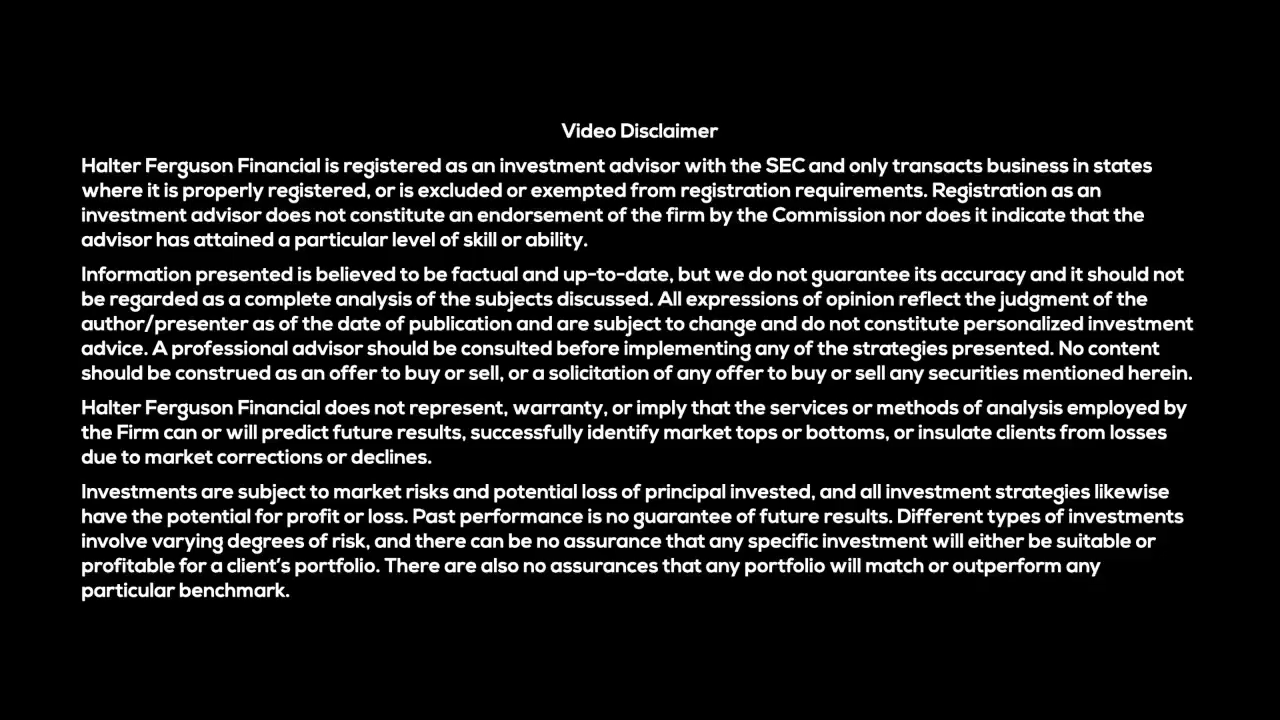 Video Disclaimer
Halter Ferguson Financial is registered as an investment advisor with the SEC and only transacts business in states
where it is properly registered, or is excluded or exempted from registration requirements. Registration as an
investment advisor does not constitute an endorsement of the firm by the Commission nor does it indicate that the
advisor has attained a particular level of skill or ability.
Information presented is believed to be factual and up-to-date, but we do not guarantee its accuracy and it should not
be regarded as a complete analysis of the subjects discussed. All expressions of opinion reflect the judgment of the
author/presenter as of the date of publication and are subject to change and do not constitute personalized investment
advice. A professional advisor should be consulted before implementing any of the strategies presented. No content
should be construed as an offer to buy or sell, or a solicitation of any offer to buy or sell any securities mentioned herein.
Halter Ferguson Financial does not represent, warranty, or imply that the services or methods of analysis employed by
the Firm can or will predict future results, successfully identify market tops or bottoms, or insulate clients from losses
due to market corrections or declines.
Investments are subject to market risks and potential loss of principal invested, and all investment strategies likewise
have the potential for profit or loss. Past performance is no guarantee of future results. Different types of investments
involve varying degrees of risk, and there can be no assurance that any specific investment will either be suitable or
profitable for a client's portfolio. There are also no assurances that any portfolio will match or outperform any
particular benchmark.